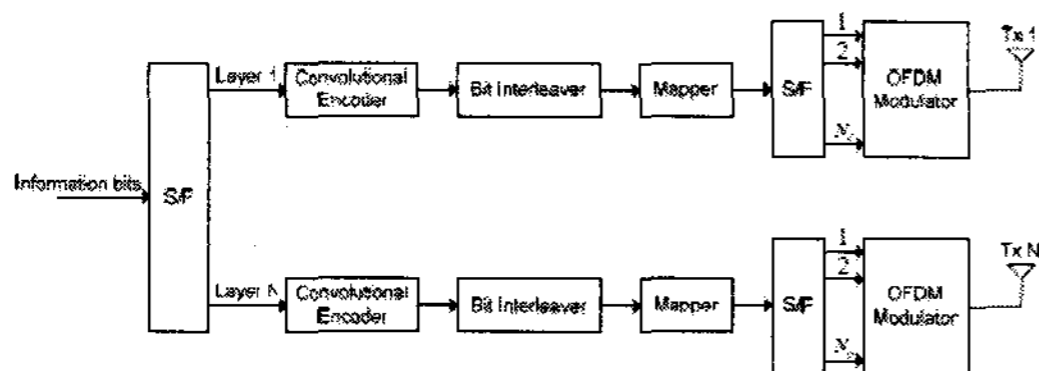 1
Tx 1
2
Layer 1
Convolutional
Encoder
Bit Interleaver
Mapper
S/P
OFDM
Modulator
Information bits
S/P
1
Tx N
2
Layer N
Convolutional
Encoder
Bit Interleaver
Mapper
S/P
OFDM
Modulator